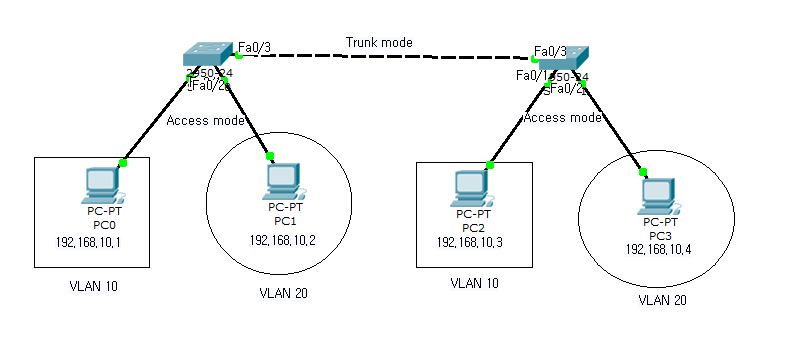 Trunk mode
Fa0/3
Fa0/3
2950-24
Fa0/2
Fa0/1
950-24
Fa0/2
Access mode
Access mode
PC-PT
PC0
192,168,10,1
VLAN 10
PC-PT
PC1
192,168,10,2
VLAN 20
PC-PT
PC2
192,168,10,3
VLAN 10
PC-PT
PC3
192,168,10,4
VLAN 20